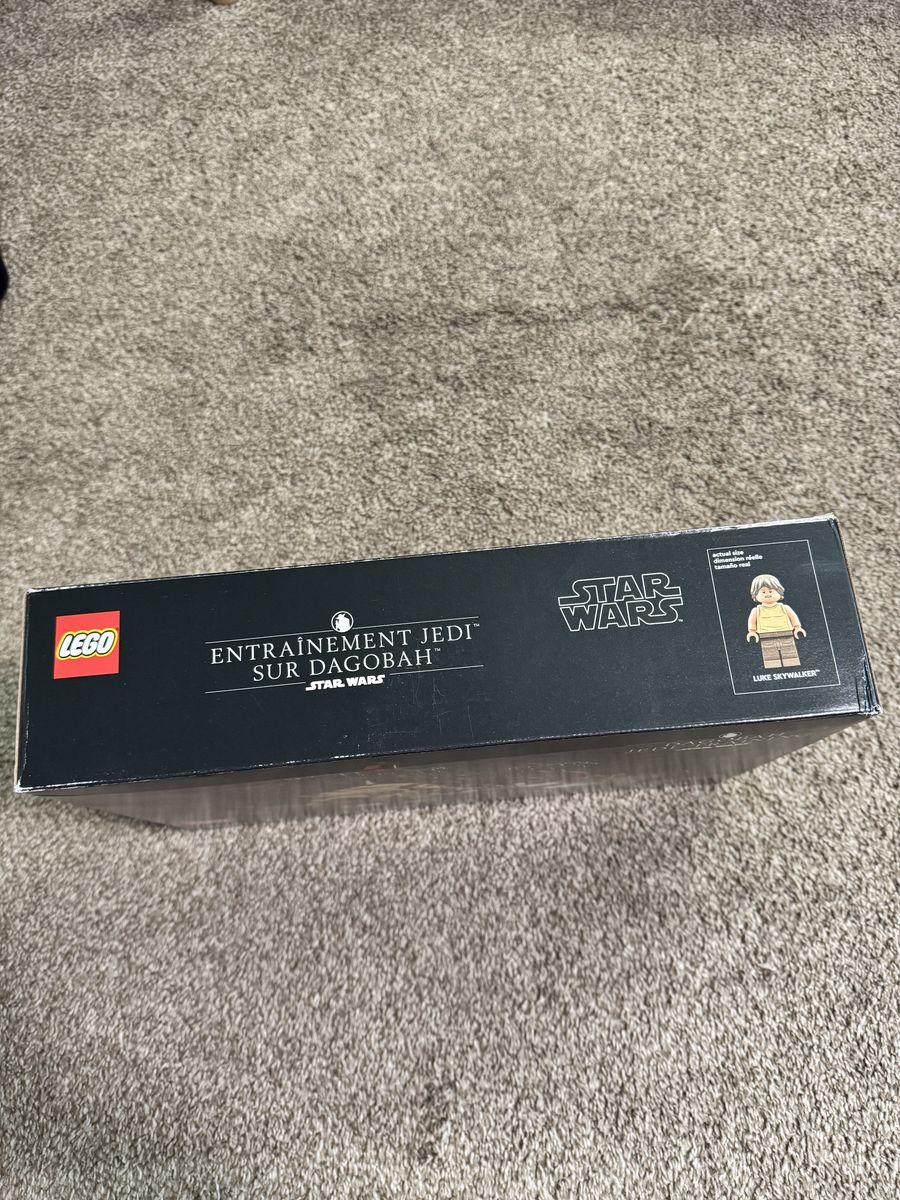 LEGO
ENTRAÎNEMENT JEDI™
SUR DAGOBAH™
STAR WARS
STAR
WARS.
actual size
dimension réelle
tamaño real
LUKE SKYWALKER™